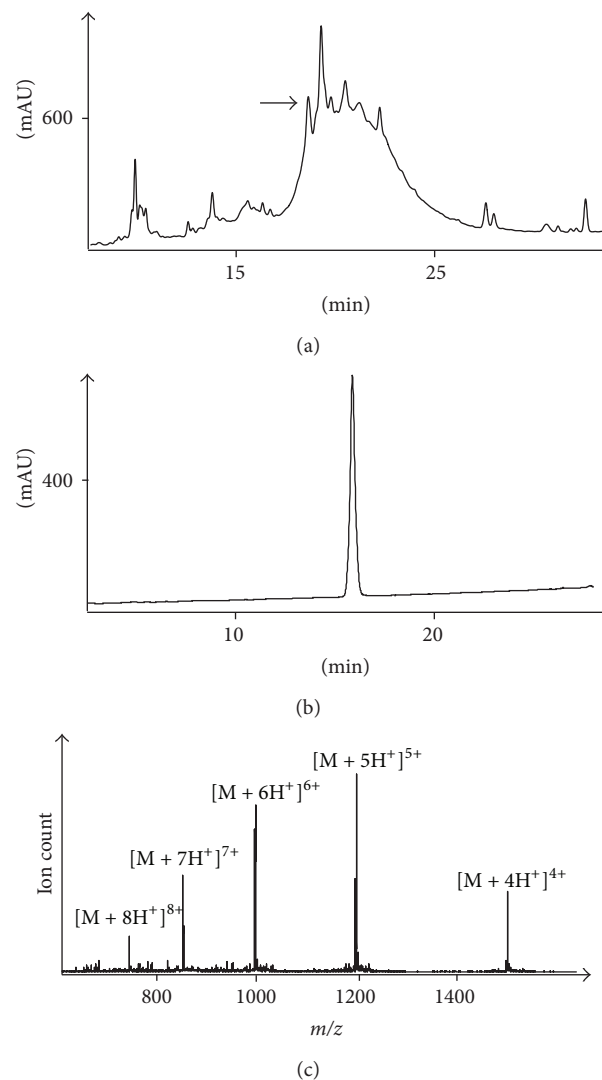 (mAU)
600
15
25
(min)
(a)
(mAU)
400
10
20
(min)
(b)
Ion count
[M + 8H⁺]⁸⁺
[M + 7H⁺]⁷⁺
[M + 6H⁺]⁶⁺
[M + 5H⁺]⁵⁺
[M + 4H⁺]⁴⁺
800
1000
1200
1400
m/z
(c)